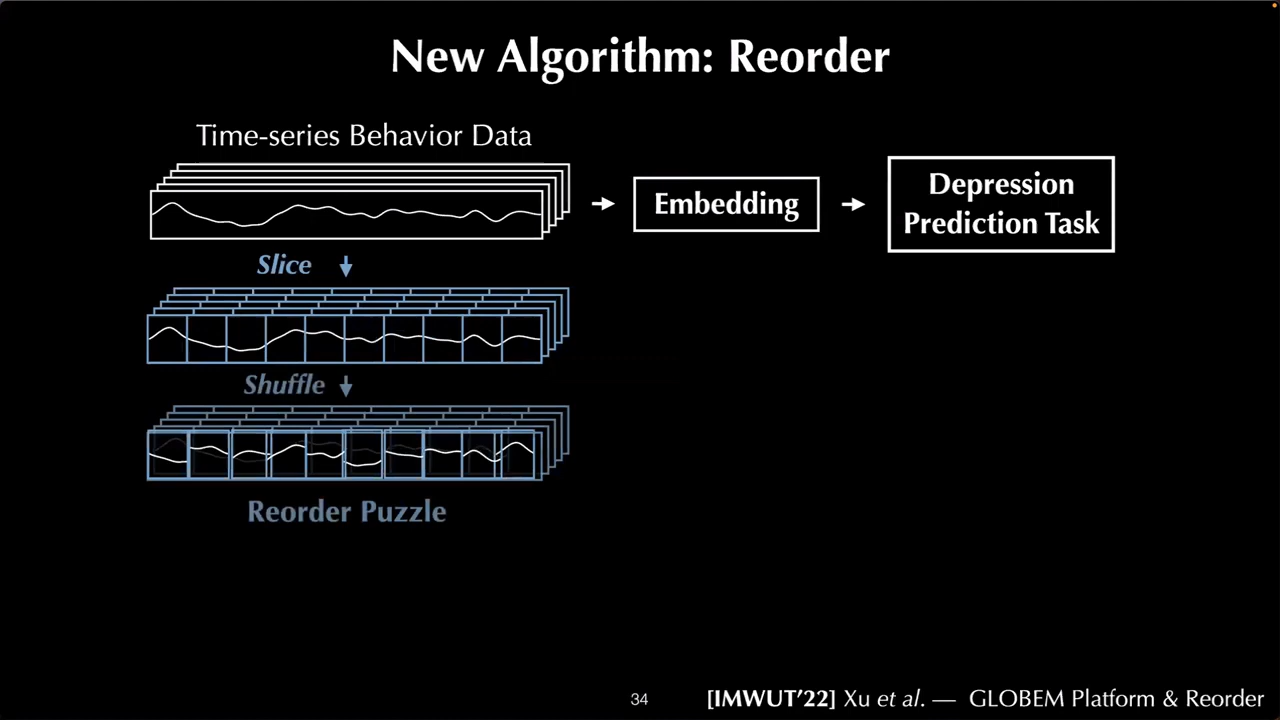 New Algorithm: Reorder
Time-series Behavior Data
Embedding
Depression
Prediction Task
Slice
Shuffle
Reorder Puzzle
34
[IMWUT’22] Xu et al. — GLOBEM Platform & Reorder